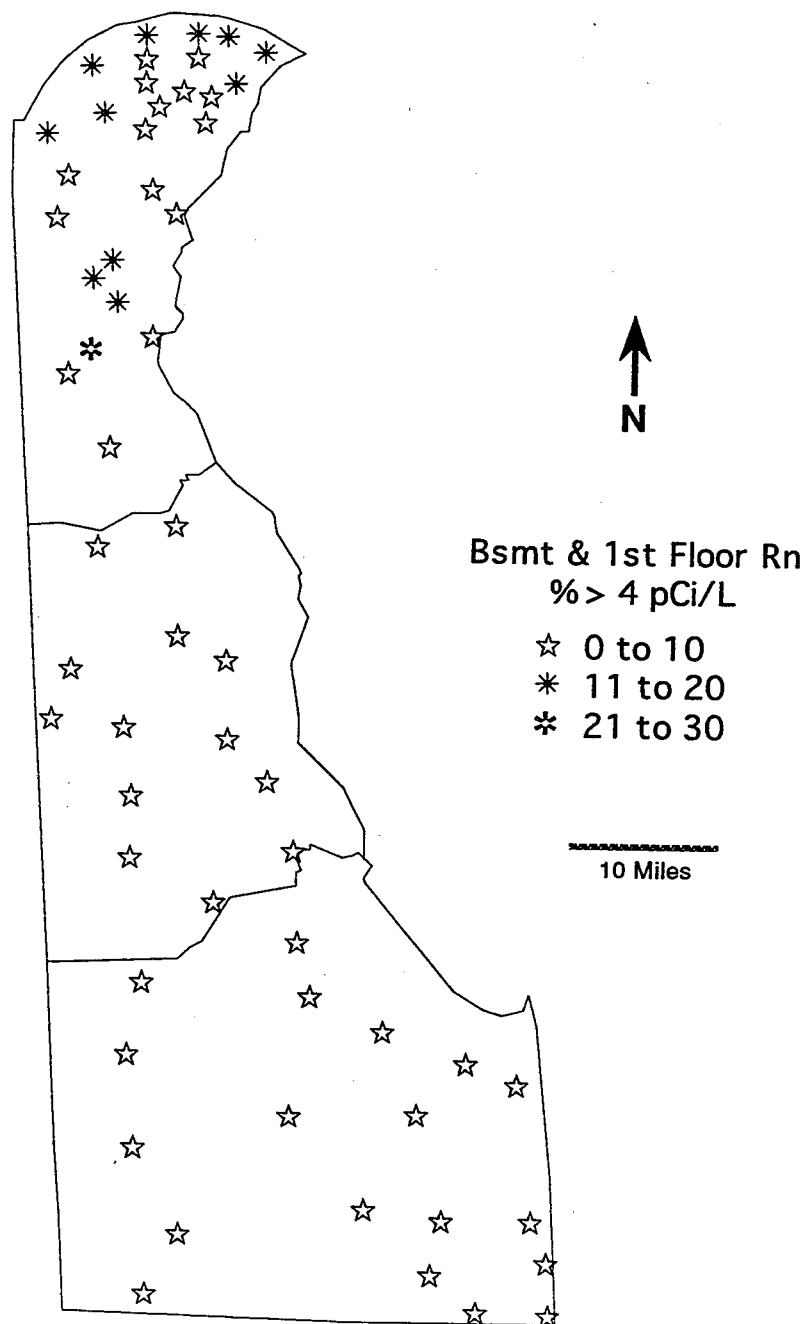 N
Bsmt & 1st Floor Rn
% > 4 pCi/L
0 to 10
11 to 20
21 to 30
10 Miles